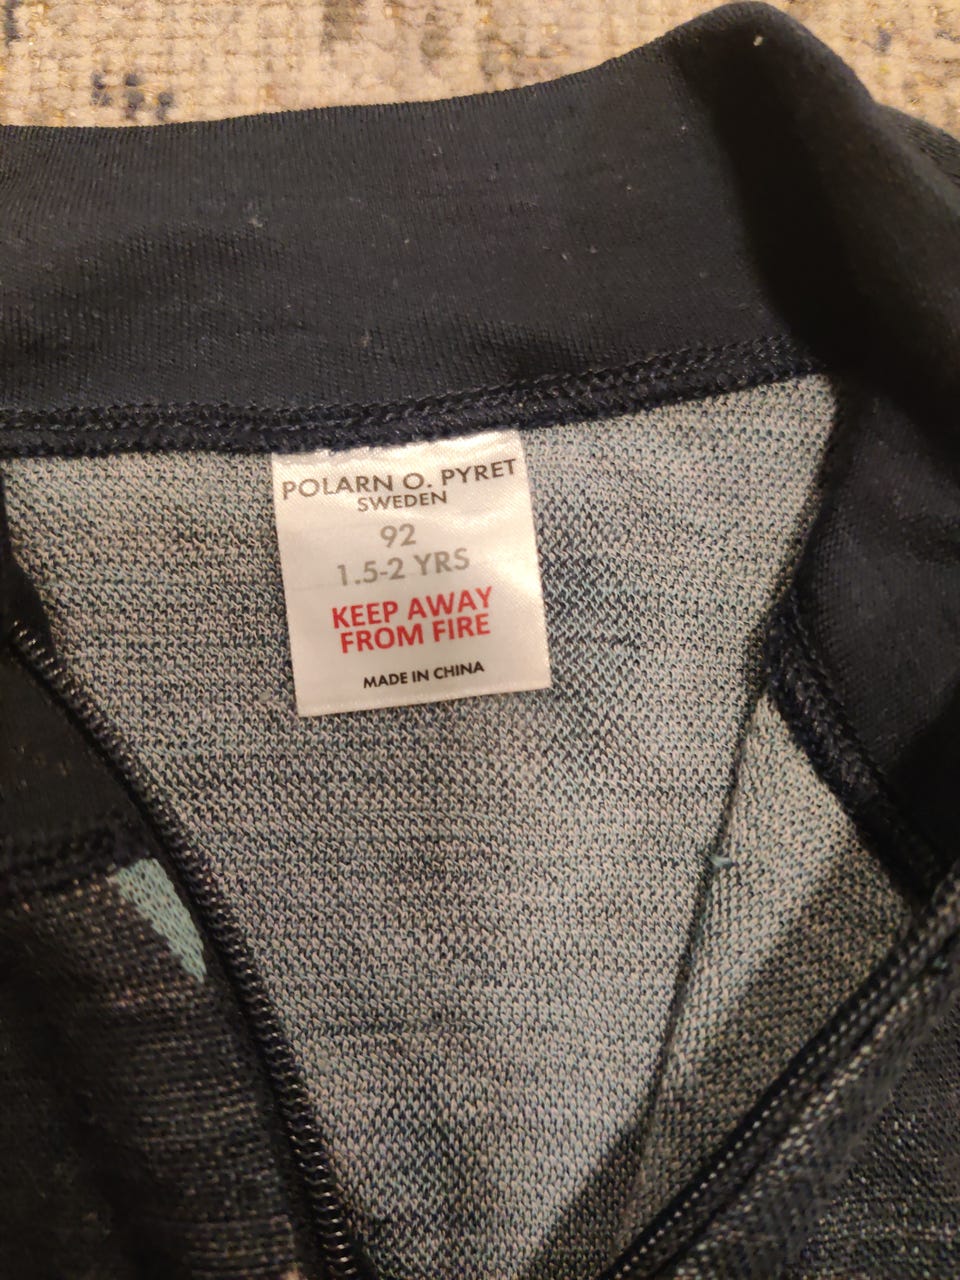 POLARN O. PYRET
SWEDEN
92
1.5-2 YRS
KEEP AWAY
FROM FIRE
MADE IN CHINA